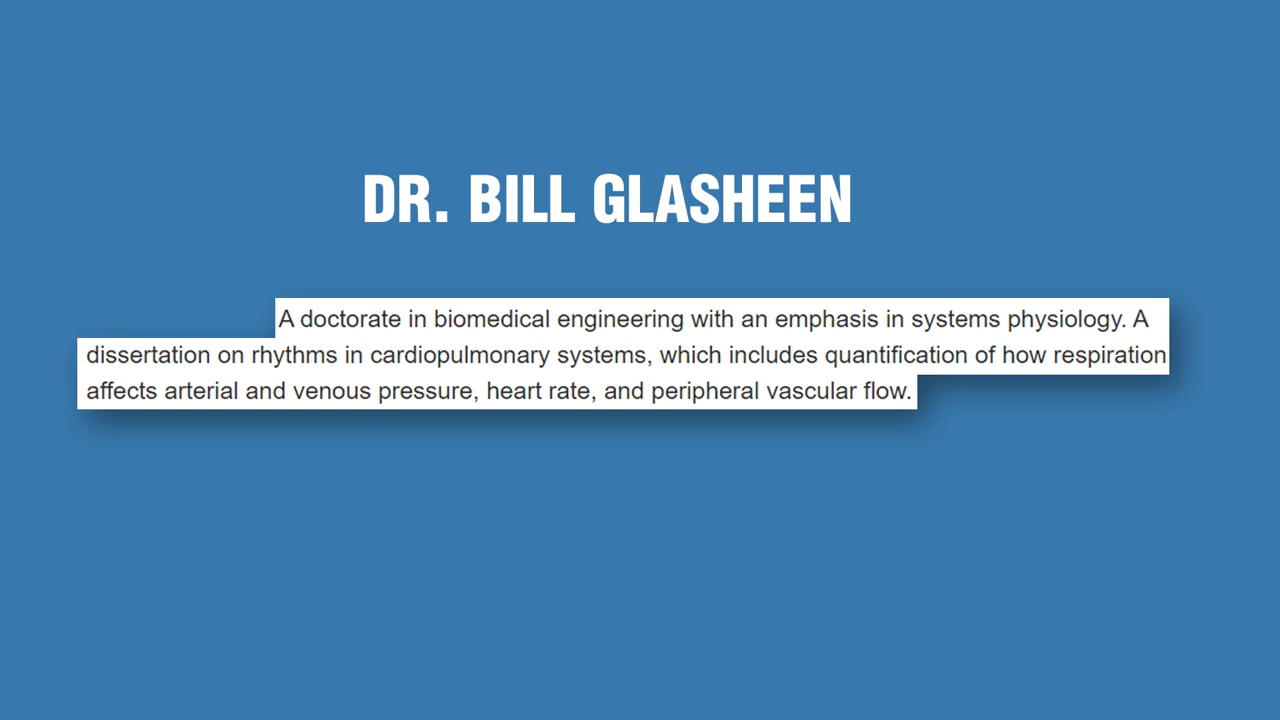 DR. BILL GLASHEEN
A doctorate in biomedical engineering with an emphasis in systems physiology. A
dissertation on rhythms in cardiopulmonary systems, which includes quantification of how respiration
affects arterial and venous pressure, heart rate, and peripheral vascular flow.